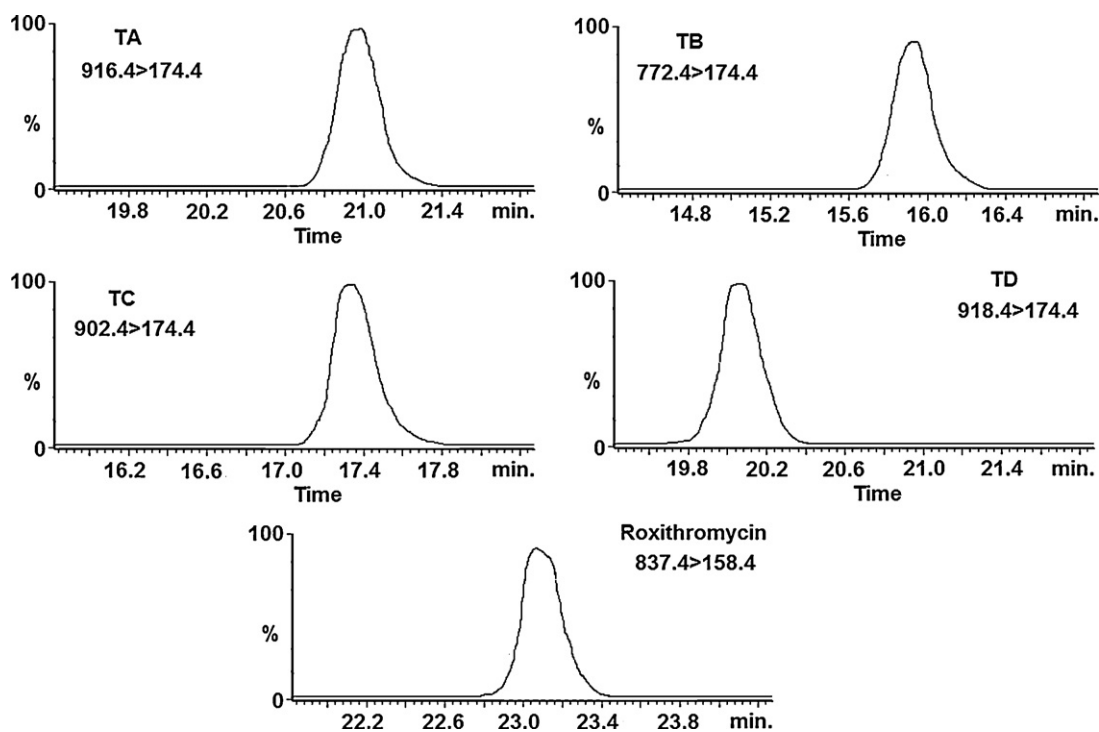 100
TA
916.4>174.4
%
0
19.8 20.2 20.6 21.0 21.4 min.
Time
100
TB
772.4>174.4
%
0
14.8 15.2 15.6 16.0 16.4 min.
Time
100
TC
902.4>174.4
%
0
16.2 16.6 17.0 17.4 17.8 min.
Time
100
TD
918.4>174.4
%
0
19.8 20.2 20.6 21.0 21.4 min.
Time
100
Roxithromycin
837.4>158.4
%
0
22.2 22.6 23.0 23.4 23.8 min.